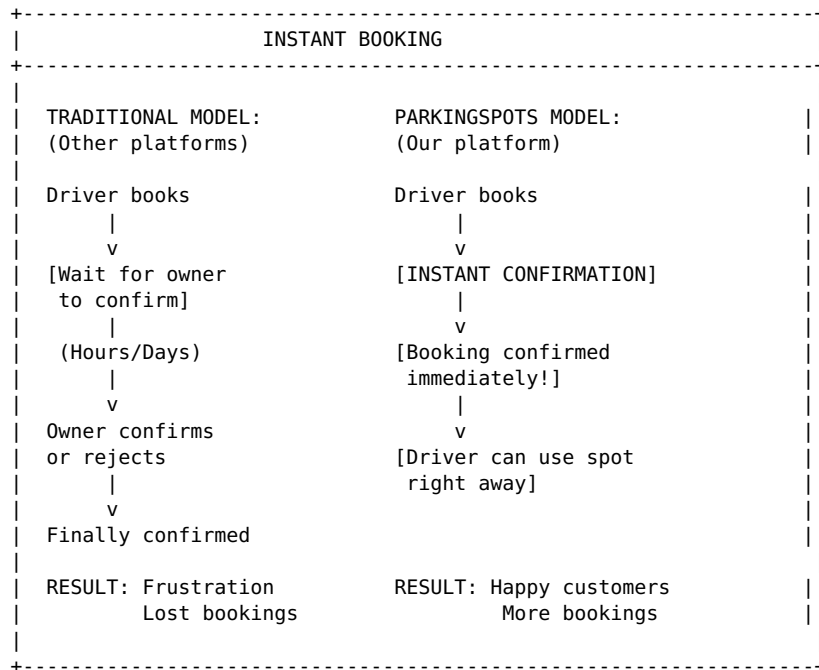 +------------------------------------------------------------------+
|                    INSTANT BOOKING
+------------------------------------------------------------------+
|
|  TRADITIONAL MODEL:           PARKINGSPOTS MODEL:               |
|  (Other platforms)            (Our platform)                    |
|
|  Driver books                 Driver books                      |
|       |                            |                            |
|       v                            v                            |
|  [Wait for owner              [INSTANT CONFIRMATION]            |
|   to confirm]                      |                            |
|       |                            v                            |
|   (Hours/Days)                [Booking confirmed                |
|       |                        immediately!]                    |
|       v                            |                            |
|  Owner confirms                    v                            |
|  or rejects                   [Driver can use spot              |
|       |                        right away]                      |
|       v                                                         |
|  Finally confirmed                                              |
|
|  RESULT: Frustration          RESULT: Happy customers           |
|          Lost bookings                 More bookings            |
|
+------------------------------------------------------------------+